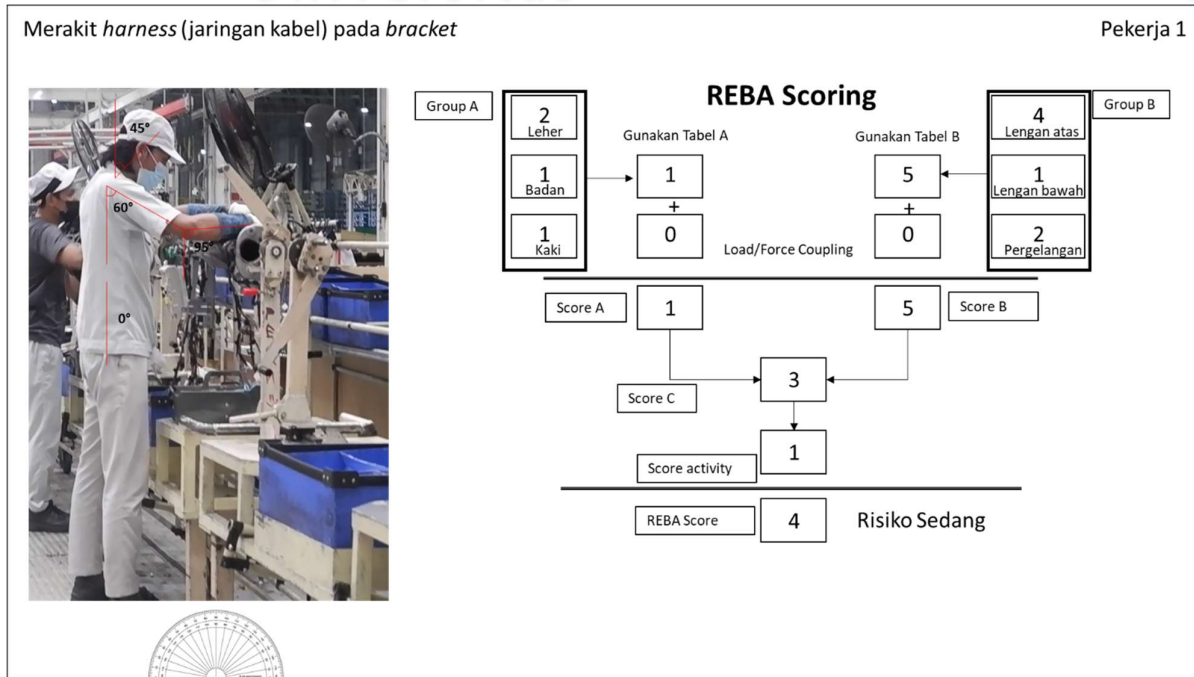 Merakit harness (jaringan kabel) pada bracket
Pekerja 1
45°
60°
95°
0°
REBA Scoring
Group A
2
Leher
1
Badan
1
Kaki
Gunakan Tabel A
1
+
0
Load/Force Coupling
Gunakan Tabel B
5
+
0
Group B
4
Lengan atas
1
Lengan bawah
2
Pergelangan
Score A
1
5
Score B
Score C
3
Score activity
1
REBA Score
4
Risiko Sedang